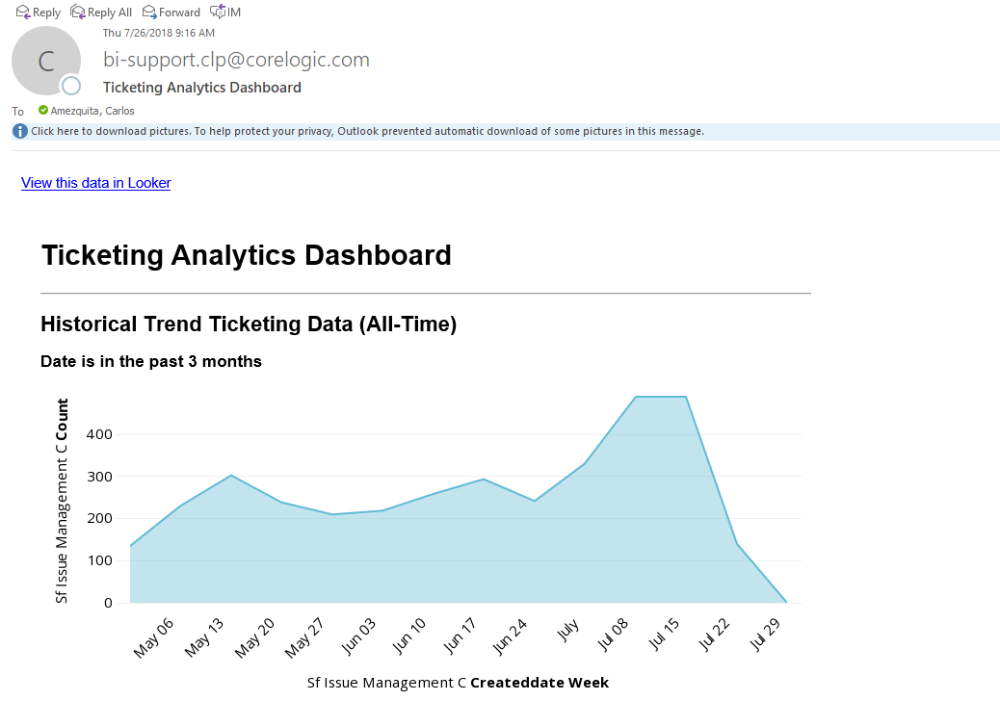 Reply Reply All Forward IM
Thu 7/26/2018 9:16 AM
C
bi-support.clp@corelogic.com
Ticketing Analytics Dashboard
To Amezquita, Carlos
Click here to download pictures. To help protect your privacy, Outlook prevented automatic download of some pictures in this message.
View this data in Looker
Ticketing Analytics Dashboard
Historical Trend Ticketing Data (All-Time)
Date is in the past 3 months
Sf Issue Management C Count
400
300
200
100
0
May 06 May 13 May 20 May 27 Jun 03 Jun 10 Jun 17 Jun 24 July Jul 08 Jul 15 Jul 22 Jul 29
Sf Issue Management C Createddate Week